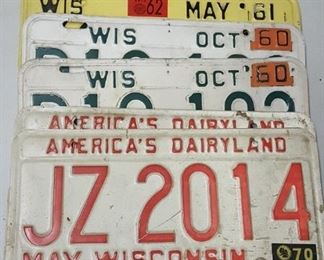 WIS 62 MAY 61
WIS OCT 60
WIS OCT 60
AMERICA'S DAIRYLAND
AMERICA'S DAIRYLAND
JZ 2014
MAY WISCONSIN 70